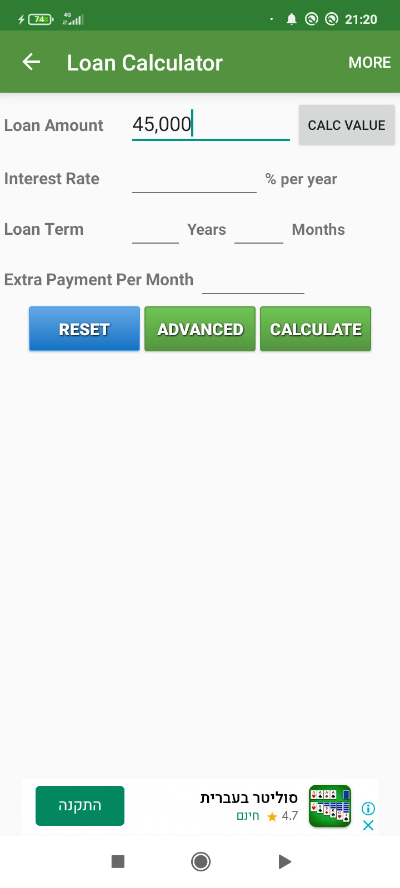 74
4G
21:20
Loan Calculator
MORE
Loan Amount 45,000 CALC VALUE
Interest Rate % per year
Loan Term Years Months
Extra Payment Per Month
RESET ADVANCED CALCULATE
סוליטר בעברית
4.7 ★ חינם
התקנה